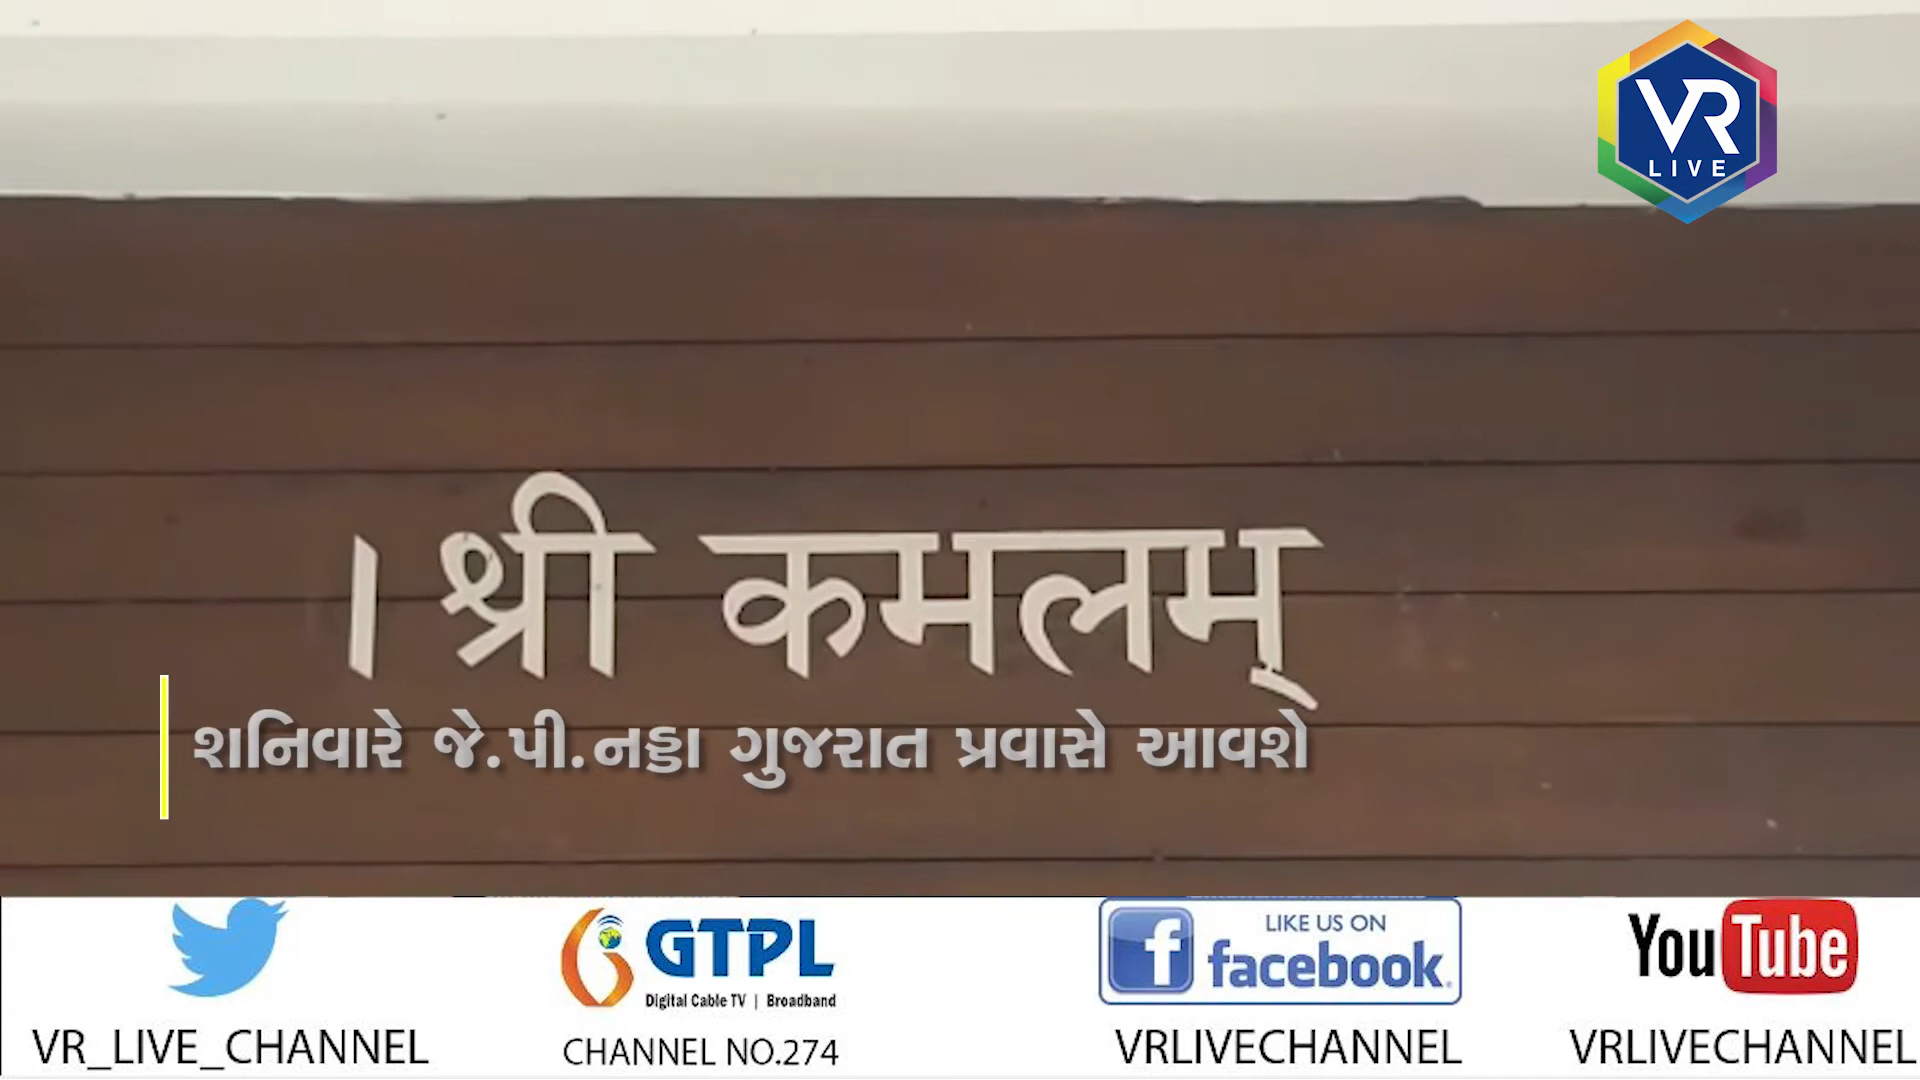 VR
LIVE
। श्री कमलम्
શનિવારે જે.પી.નડ્ડા ગુજરાત પ્રવાસે આવશે
GTPL
Digital Cable TV | Broadband
LIKE US ON
facebook
YouTube
VR_LIVE_CHANNEL
CHANNEL NO.274
VRLIVECHANNEL
VRLIVECHANNEL